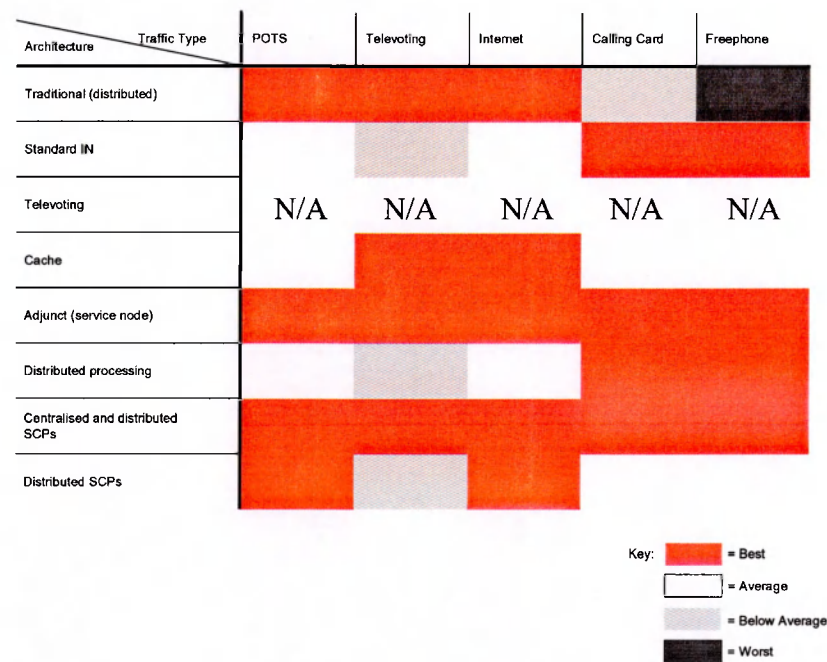 Traffic Type
Architecture
POTS
Televoting
Internet
Calling Card
Freephone
Traditional (distributed)
Standard IN
Televoting
N/A N/A N/A N/A N/A
Cache
Adjunct (service node)
Distributed processing
Centralised and distributed
SCPs
Distributed SCPs
Key:
= Best
= Average
= Below Average
= Worst